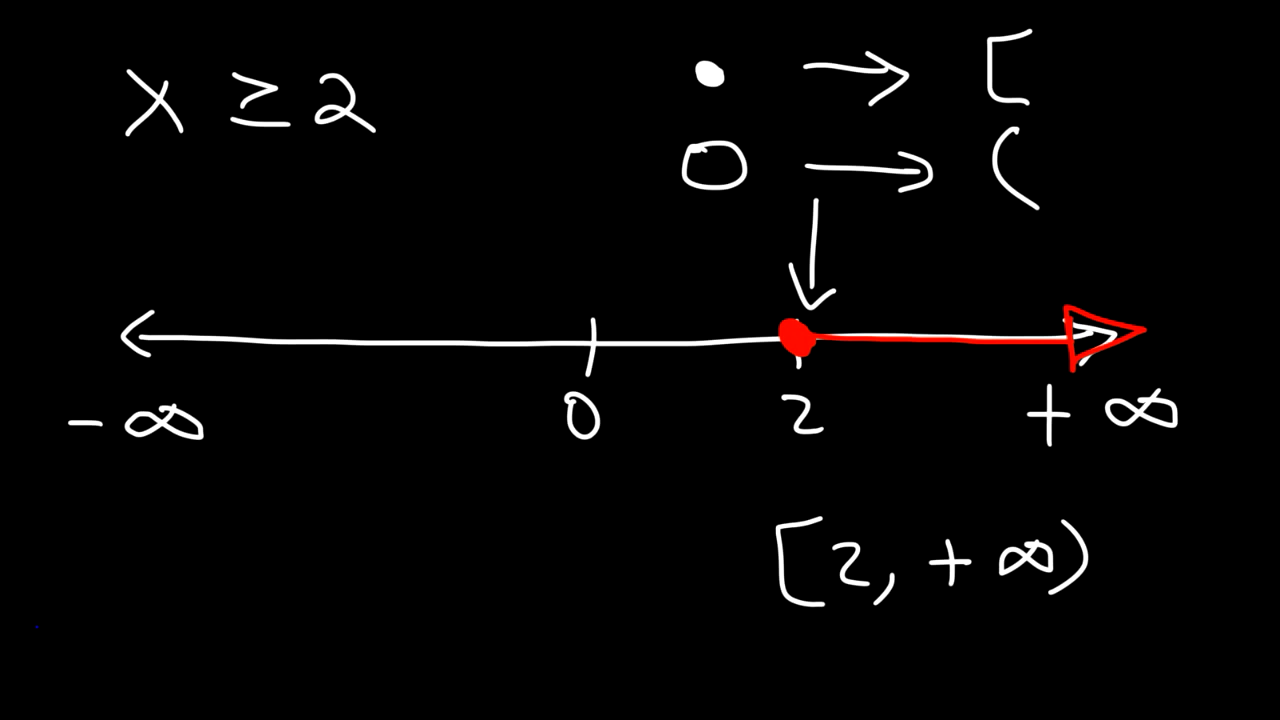 x ≥ 2
• → [
○ → (
- ∞ 0 2 + ∞
[2, + ∞)